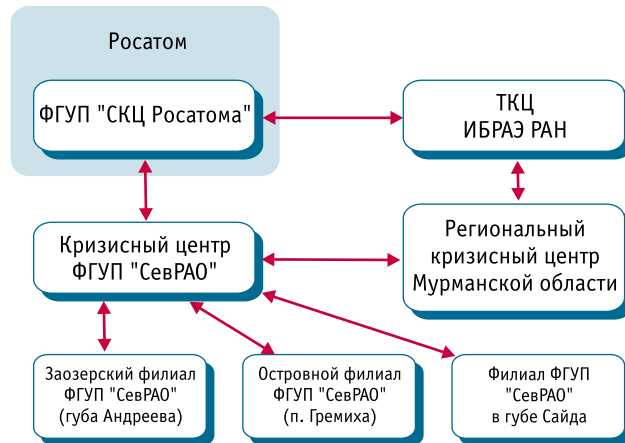 Росатом
ФГУП "СКЦ Росатома"
ТКЦ
ИБРАЭ РАН
Кризисный центр
ФГУП "СевРАО"
Региональный
кризисный центр
Мурманской области
Заозерский филиал
ФГУП "СевРАО"
(губа Андреева)
Островной филиал
ФГУП "СевРАО"
(п. Гремиха)
Филиал ФГУП
"СевРАО"
в губе Сайда